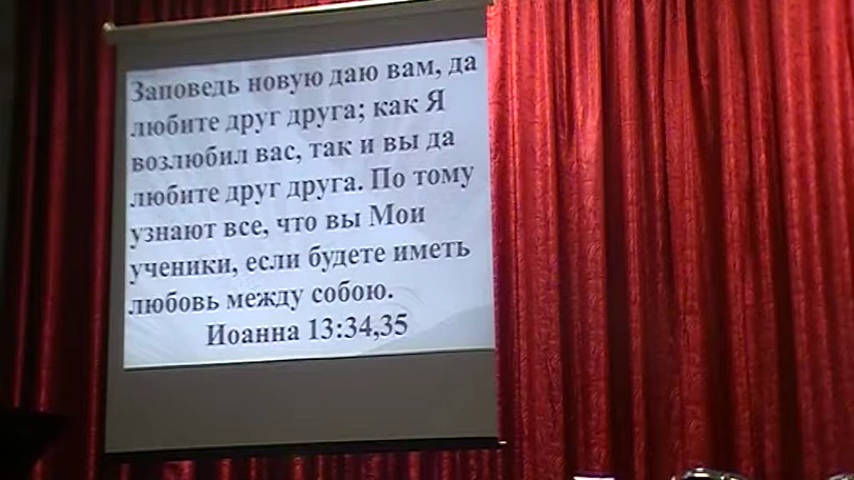 Заповедь новую даю вам, да
любите друг друга; как Я
возлюбил вас, так и вы да
любите друг друга. По тому
узнают все, что вы Мои
ученики, если будете иметь
любовь между собою.
Иоанна 13:34,35